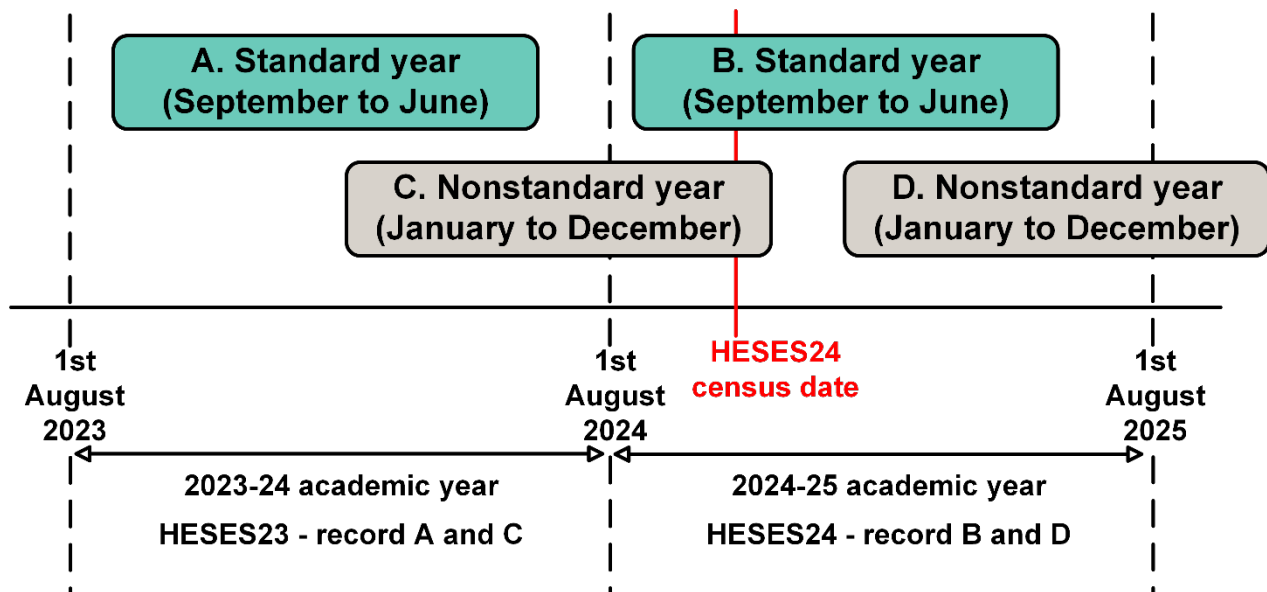 A. Standard year
(September to June)
B. Standard year
(September to June)
C. Nonstandard year
(January to December)
D. Nonstandard year
(January to December)
1st
August
2023
1st
August
2024
HESES24
census date
1st
August
2025
2023-24 academic year
HESES23 - record A and C
2024-25 academic year
HESES24 - record B and D